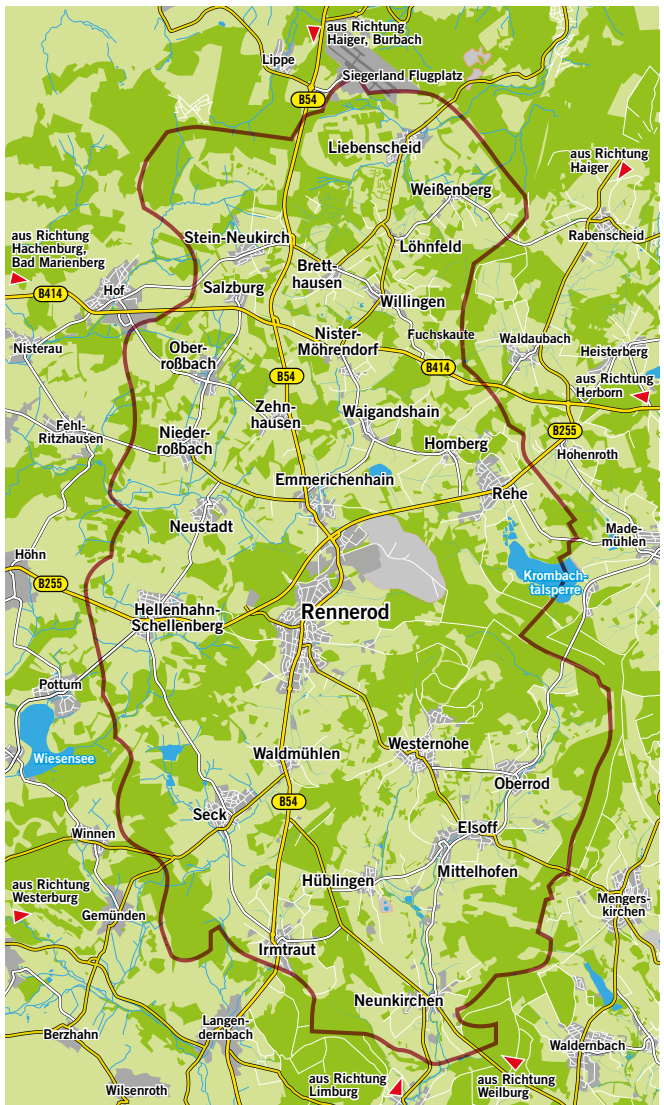 aus Richtung
Haiger, Burbach
Lippe
Siegerland Flugplatz
B54
Liebenscheid
aus Richtung
Haiger
Weißenberg
aus Richtung
Hachenburg,
Bad Marienberg
Stein-Neukirch
Löhnfeld
Rabenscheid
Brett-
hausen
B414
Hof
Salzburg
Willingen
Nister-
Möhrendorf
Fuchskaute
Waldaubach
Nisterau
Ober-
roßbach
Heisterberg
B54
B414
aus Richtung
Herborn
Zehn-
hausen
Waigandshain
Fehl-
Ritzhausen
Nieder-
roßbach
Homberg
B255
Hohenroth
Emmerichenhain
Rehe
Neustadt
Made-
mühlen
Höhn
B255
Krombach-
talsperre
Hellenhahn-
Schellenberg
Rennerod
Pottum
Wiesensee
Waldmühlen
Westernohe
Oberrod
B54
Seck
Winnen
Elsoff
Mittelhofen
aus Richtung
Westerburg
Hüblingen
Mengers-
kirchen
Gemünden
Irmtraut
Neunkirchen
Berzhahn
Langen-
dernbach
Waldernbach
Wilsenroth
aus Richtung
Limburg
aus Richtung
Weilburg